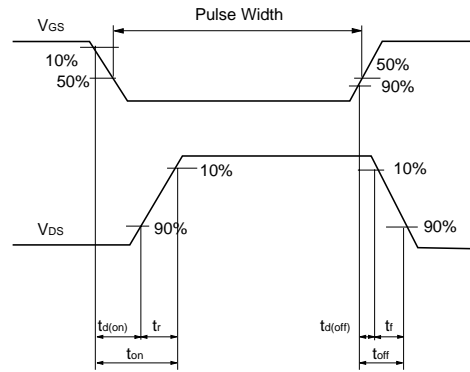 Pulse Width
VGS
10%
50%
50%
90%
10%
10%
90%
90%
VDS
td(on) tr td(off) tf
ton toff